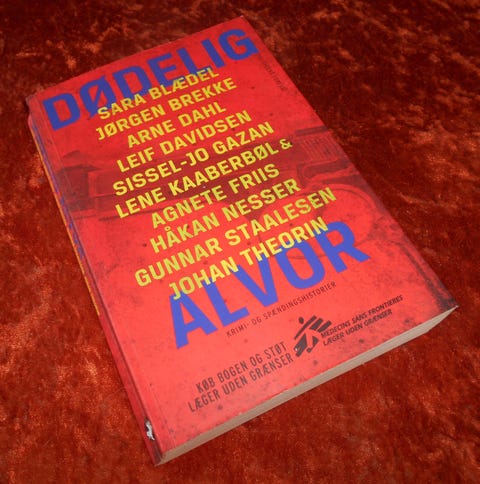 DØDELIG
SARA BLÆDEL
JØRGEN BREKKE
ARNE DAHL
LEIF DAVIDSEN
SISSEL-JO GAZAN
LENE KAABERBØL &
AGNETE FRIIS
HÅKAN NESSER
GUNNAR STAALESEN
JOHAN THEORIN
ALVOR
KRIMI- OG SPÆNDINGSHISTORIER
KØB BOGEN OG STØT
LÆGER UDEN GRÆNSER
MEDECINS SANS FRONTIERES
LÆGER UDEN GRÆNSER